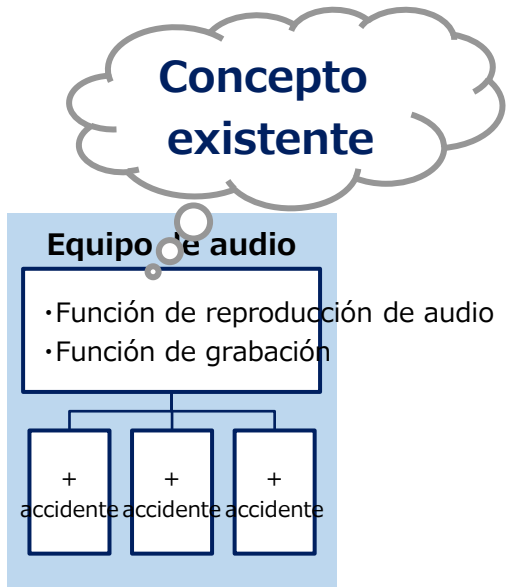 Concepto
existente
Equipo de audio
・Función de reproducción de audio
・Función de grabación
+
accidente
+
accidente
+
accidente